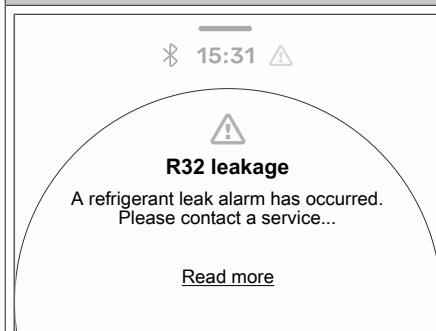 15:31
R32 leakage
A refrigerant leak alarm has occurred.
Please contact a service...
Read more